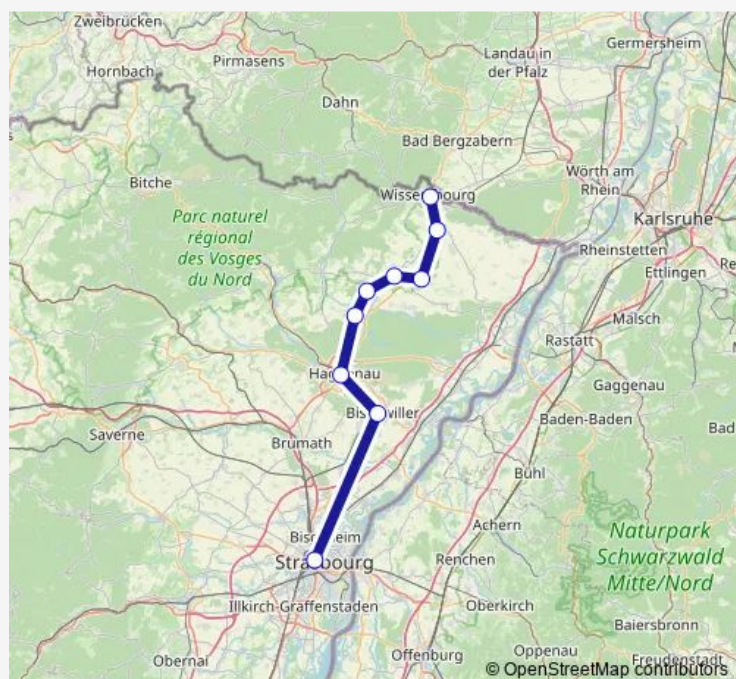 Zweibrücken
Germersheim
Hornbach
Pirmasens
Landau in
der Pfalz
Dahn
Bad Bergzabern
Bitche
Wörth am
Rhein
Karlsruhe
Parc naturel
régional
des Vosges
du Nord
Rheinstetten
Ettlingen
Malsch
Rastatt
Gaggenau
Baden-Baden
Saverne
Brumath
Bühl
Achern
Naturpark
Schwarzwald
Mitte/Nord
Renchen
Illkirch-Graffenstaden
Oberkirch
Baiersbronn
Obernai
Offenburg
Oppenau
© OpenStreetMap contributors